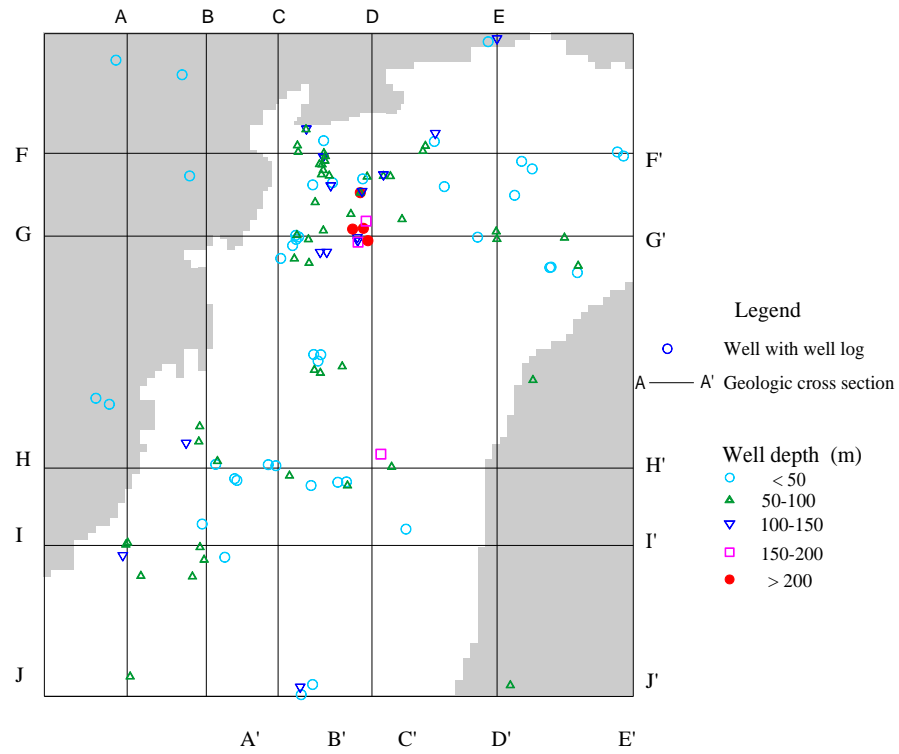 A B C D E
F F'
G G'
Legend
Well with well log
A A' Geologic cross section
H H'
Well depth (m)
< 50
50-100
100-150
I I'
150-200
> 200
J J'
A' B' C' D' E'